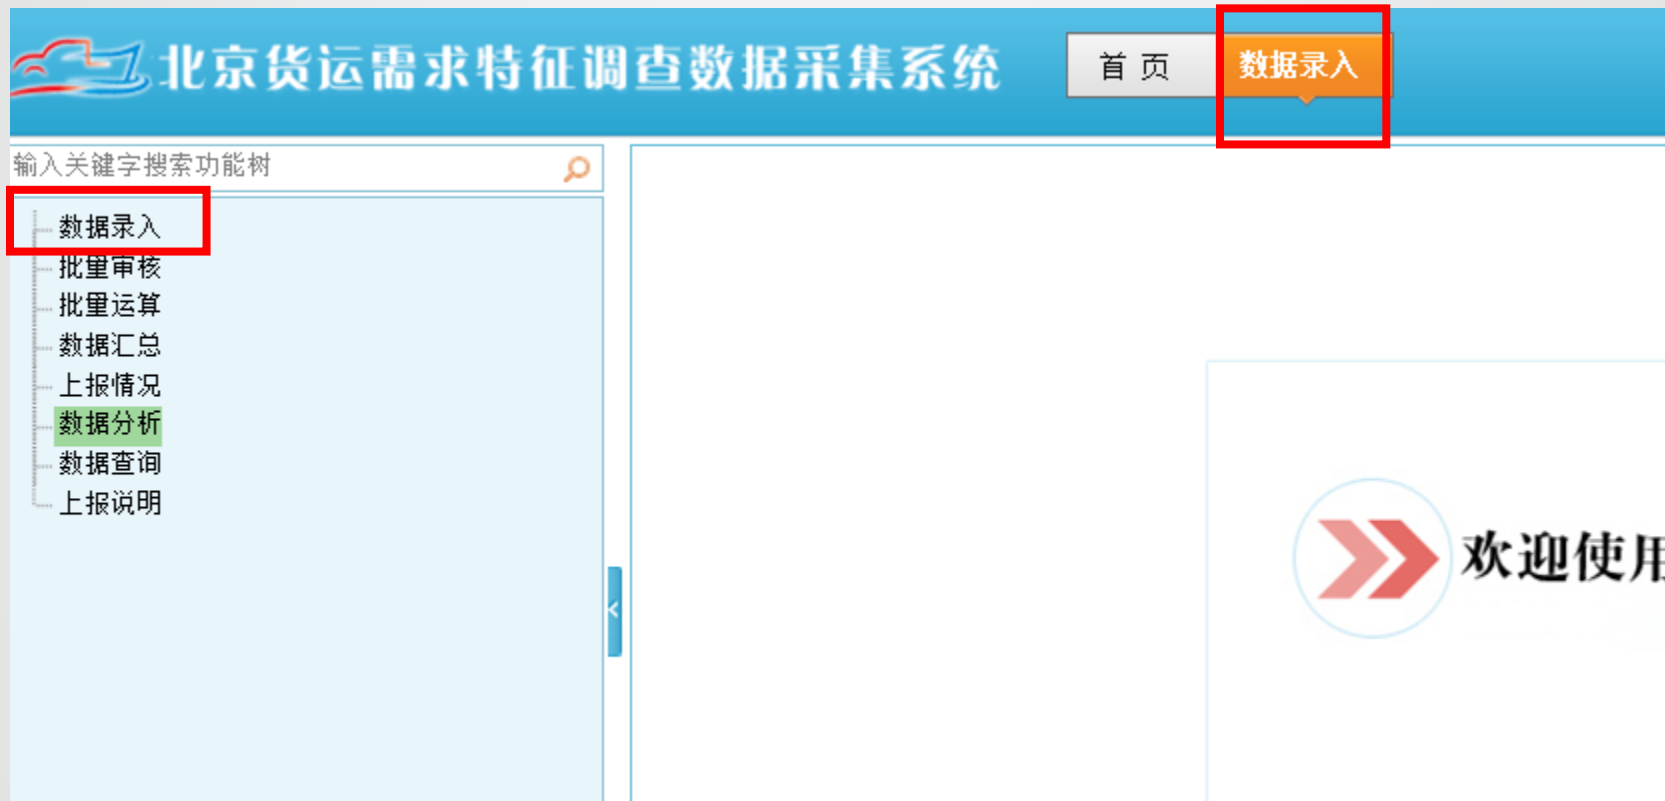 北京货运需求特征调查数据采集系统
首页
数据录入
输入关键字搜索功能树
数据录入
批量审核
批量运算
数据汇总
上报情况
数据分析
数据查询
上报说明
欢迎使用